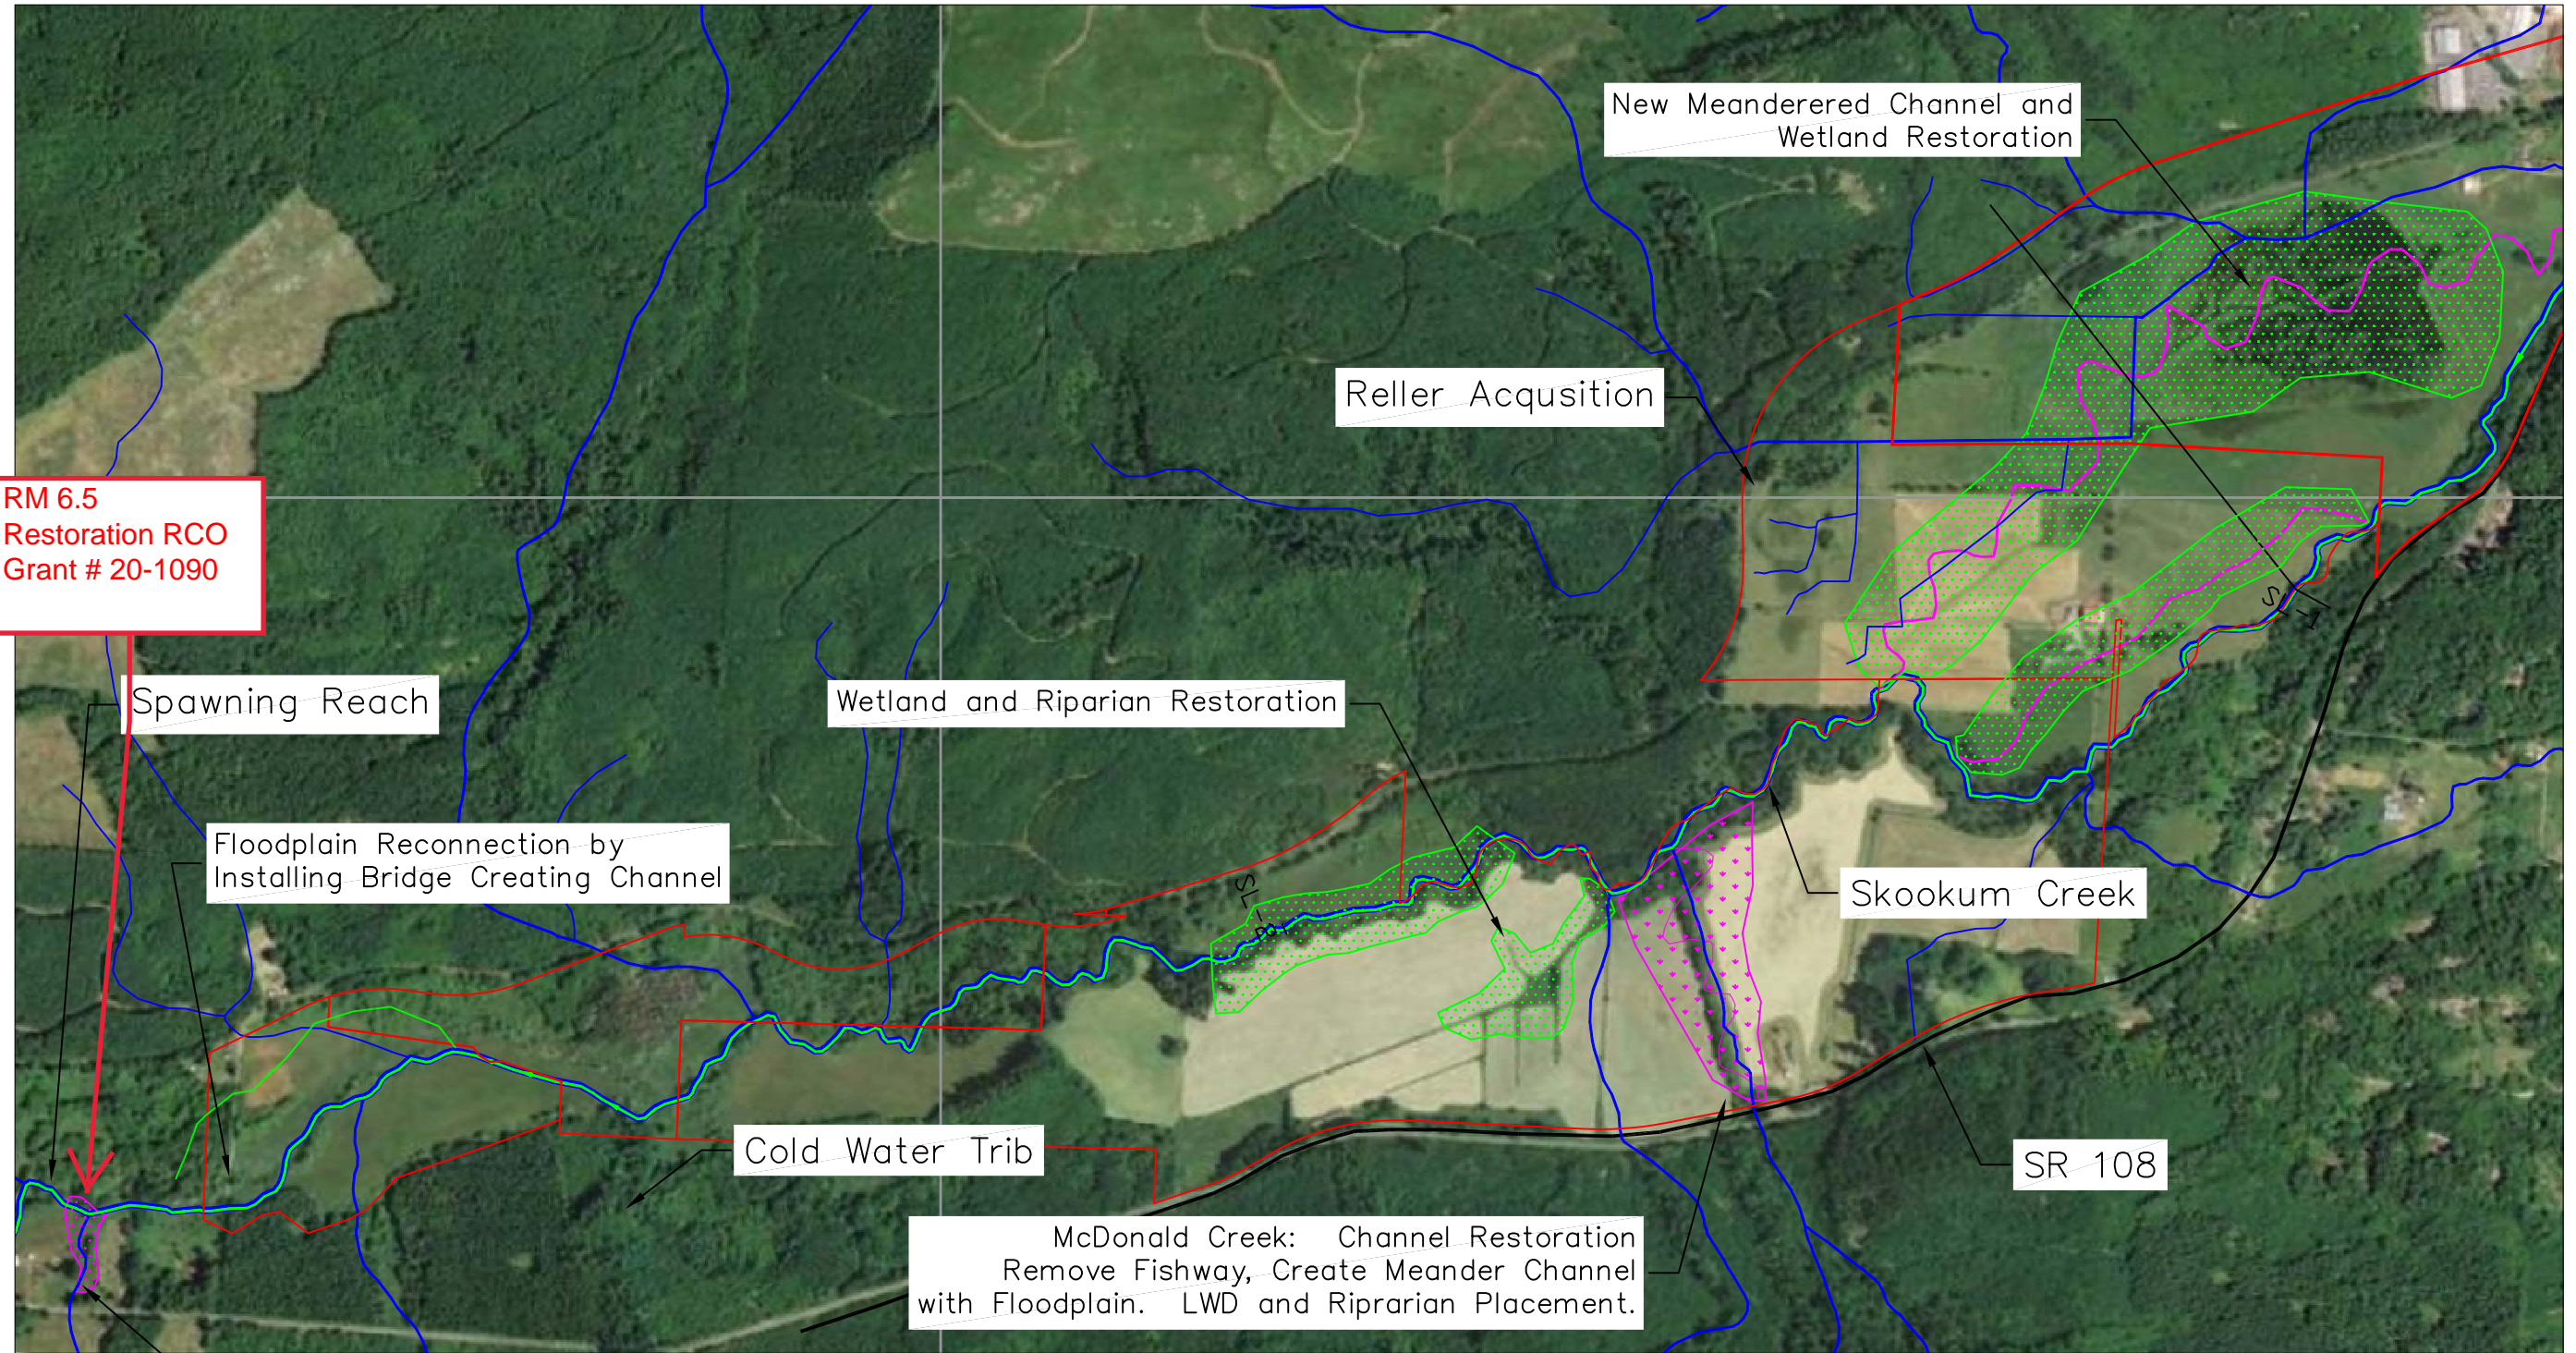 New Meanderered Channel and
Wetland Restoration
Reller Acqusition
RM 6.5
Restoration RCO
Grant # 20-1090
Spawning Reach
Wetland and Riparian Restoration
Floodplain Reconnection by
Installing Bridge Creating Channel
Skookum Creek
Cold Water Trib
SR 108
McDonald Creek: Channel Restoration
Remove Fishway, Create Meander Channel
with Floodplain. LWD and Riprarian Placement.